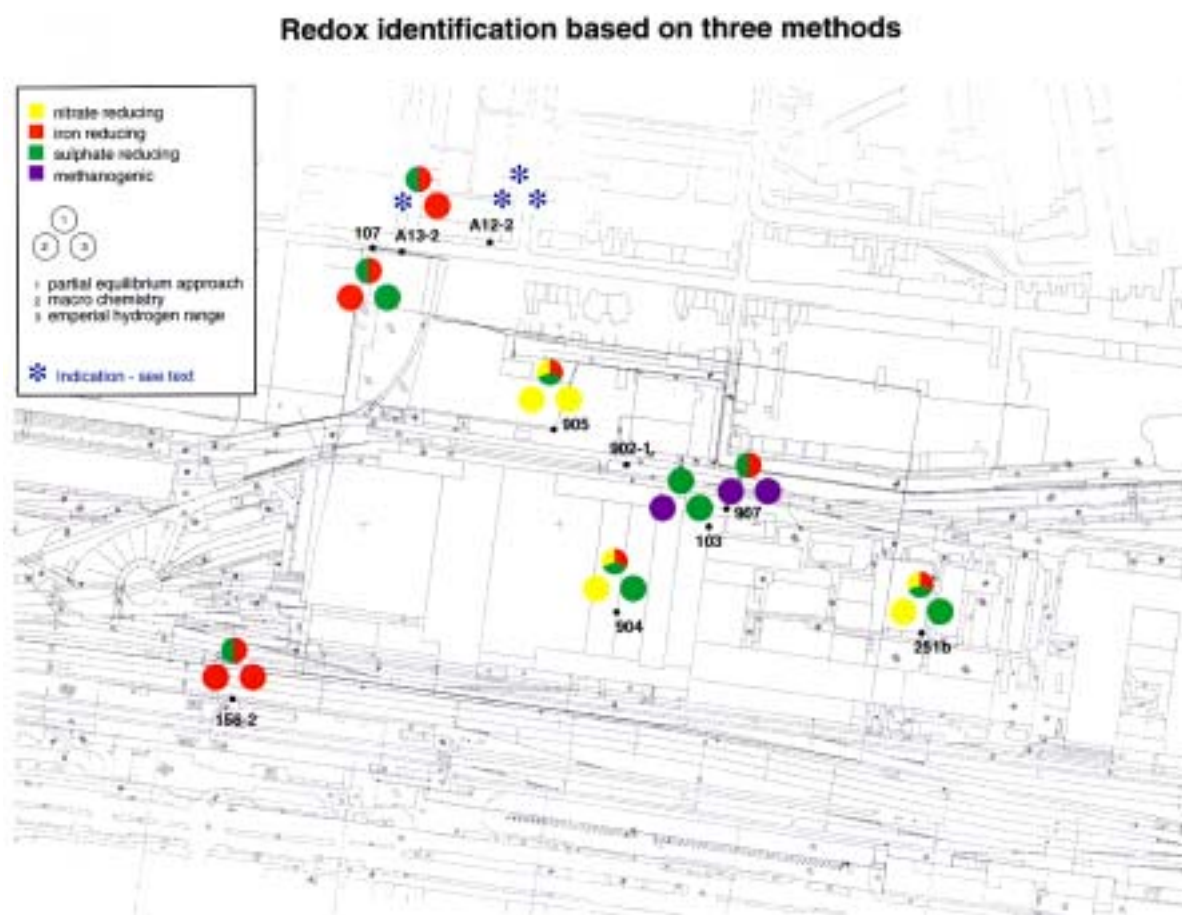 Redox identification based on three methods
nitrate reducing
iron reducing
sulphate reducing
methanogenic
1
2 3
1 partial equilibrium approach
2 macro chemistry
3 emperial hydrogen range
* Indication - see text
107
A13-2
A12-2
905
902-1
907
103
904
251b
156-2